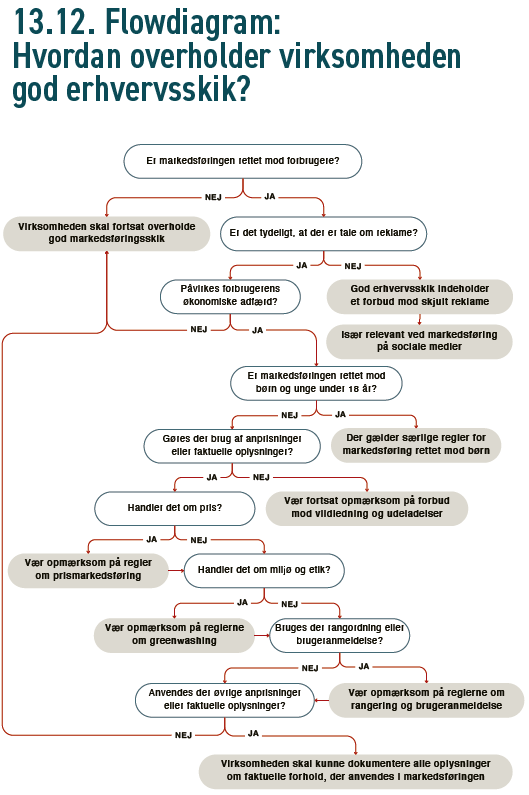 13.12. Flowdiagram:
Hvordan overholder virksomheden
god erhvervsskik?
Er markedsføringen rettet mod forbrugere?
NEJ
JA
Virksomheden skal fortsat overholde
god markedsføringsskik
Er det tydeligt, at der er tale om reklame?
JA
NEJ
Påvirkes forbrugerens
økonomiske adfærd?
God erhvervsskik indeholder
et forbud mod skjult reklame
NEJ
JA
Især relevant ved markedsføring
på sociale medier
Er markedsføringen rettet mod
børn og unge under 18 år?
NEJ
JA
Gøres der brug af anprisninger
eller faktuelle oplysninger?
Der gælder særlige regler for
markedsføring rettet mod børn
JA
NEJ
Handler det om pris?
Vær fortsat opmærksom på forbud
mod vildledning og udeladelser
JA
NEJ
Vær opmærksom på regler
om prismarkedsføring
Handler det om miljø og etik?
JA
NEJ
Vær opmærksom på reglerne
om greenwashing
Bruges der rangordning eller
brugeranmeldelse?
NEJ
JA
Anvendes der øvrige anprisninger
eller faktuelle oplysninger?
Vær opmærksom på reglerne om
rangering og brugeranmeldelse
NEJ
JA
Virksomheden skal kunne dokumentere alle oplysninger
om faktuelle forhold, der anvendes i markedsføringen